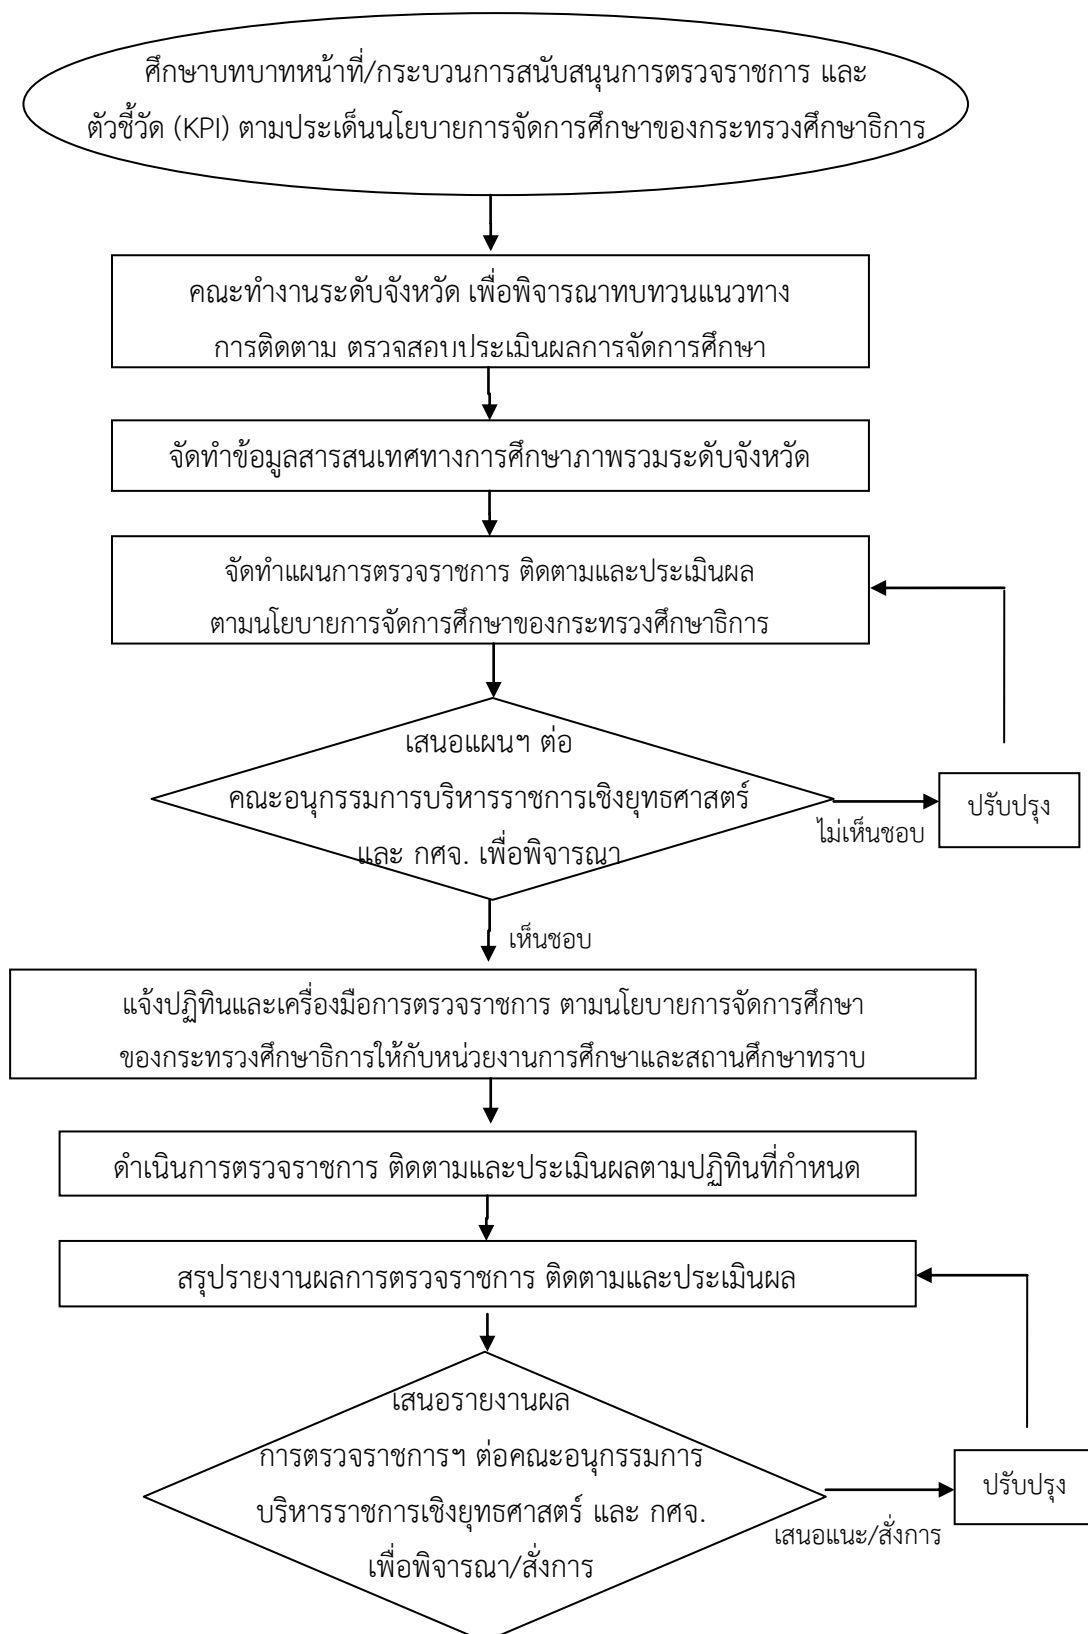 ศึกษาบทบาทหน้าที่/กระบวนการสนับสนุนการตรวจราชการ และ
ตัวชี้วัด (KPI) ตามประเด็นนโยบายการจัดการศึกษาของกระทรวงศึกษาธิการ
คณะทำงานระดับจังหวัด เพื่อพิจารณาทบทวนแนวทาง
การติดตาม ตรวจสอบประเมินผลการจัดการศึกษา
จัดทำข้อมูลสารสนเทศทางการศึกษาภาพรวมระดับจังหวัด
จัดทำแผนการตรวจราชการ ติดตามและประเมินผล
ตามนโยบายการจัดการศึกษาของกระทรวงศึกษาธิการ
เสนอแผนฯ ต่อ
คณะอนุกรรมการบริหารราชการเชิงยุทธศาสตร์
และ กศจ. เพื่อพิจารณา
ไม่เห็นชอบ
ปรับปรุง
เห็นชอบ
แจ้งปฏิทินและเครื่องมือการตรวจราชการ ตามนโยบายการจัดการศึกษา
ของกระทรวงศึกษาธิการให้กับหน่วยงานการศึกษาและสถานศึกษาทราบ
ดำเนินการตรวจราชการ ติดตามและประเมินผลตามปฏิทินที่กำหนด
สรุปรายงานผลการตรวจราชการ ติดตามและประเมินผล
เสนอรายงานผล
การตรวจราชการฯ ต่อคณะอนุกรรมการ
บริหารราชการเชิงยุทธศาสตร์ และ กศจ.
เพื่อพิจารณา/สั่งการ
เสนอแนะ/สั่งการ
ปรับปรุง